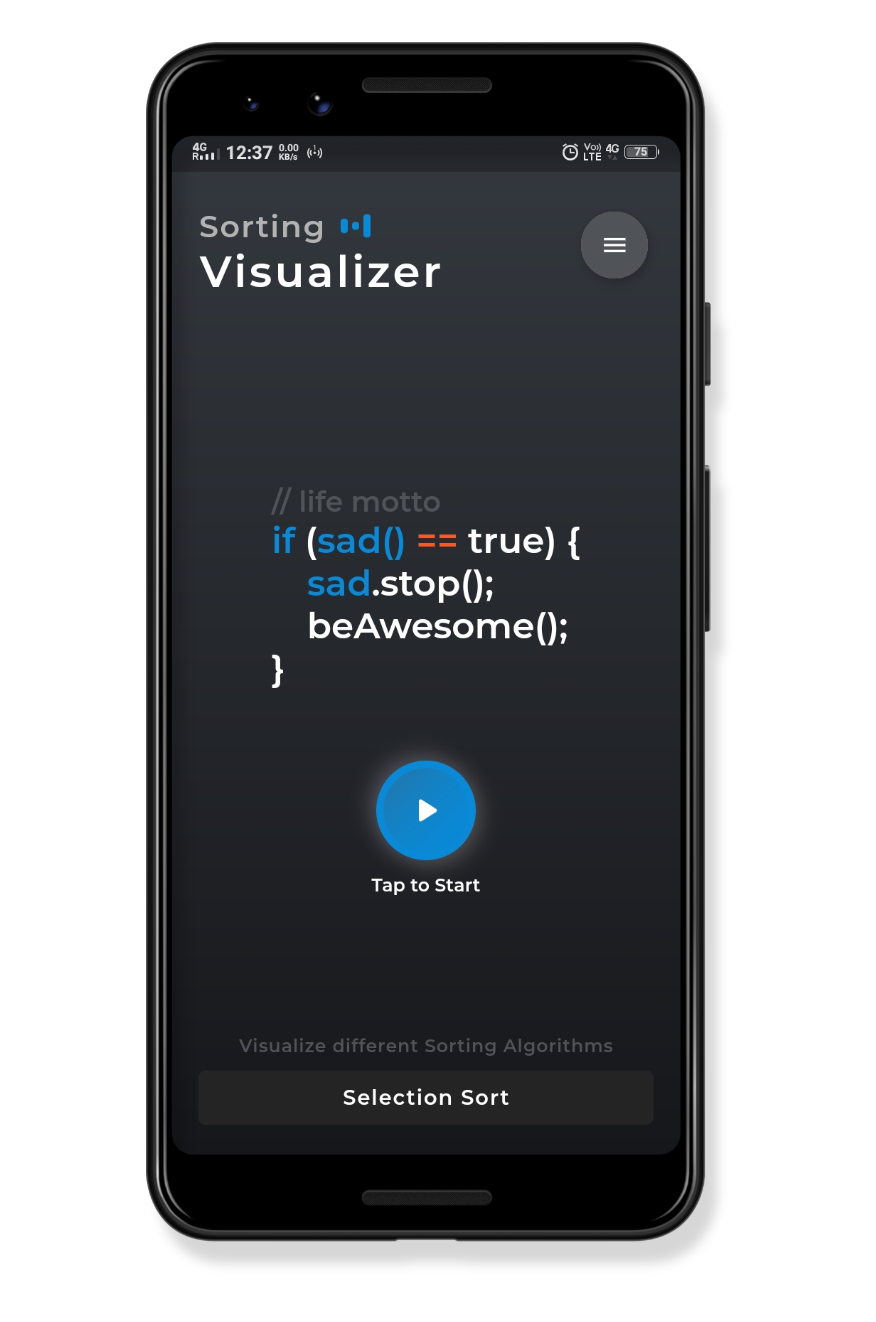 4G
R
12:37
0.00
KB/s
Vo))
LTE
4G
75
Sorting
Visualizer
// life motto
if (sad() == true) {
    sad.stop();
    beAwesome();
}
Tap to Start
Visualize different Sorting Algorithms
Selection Sort